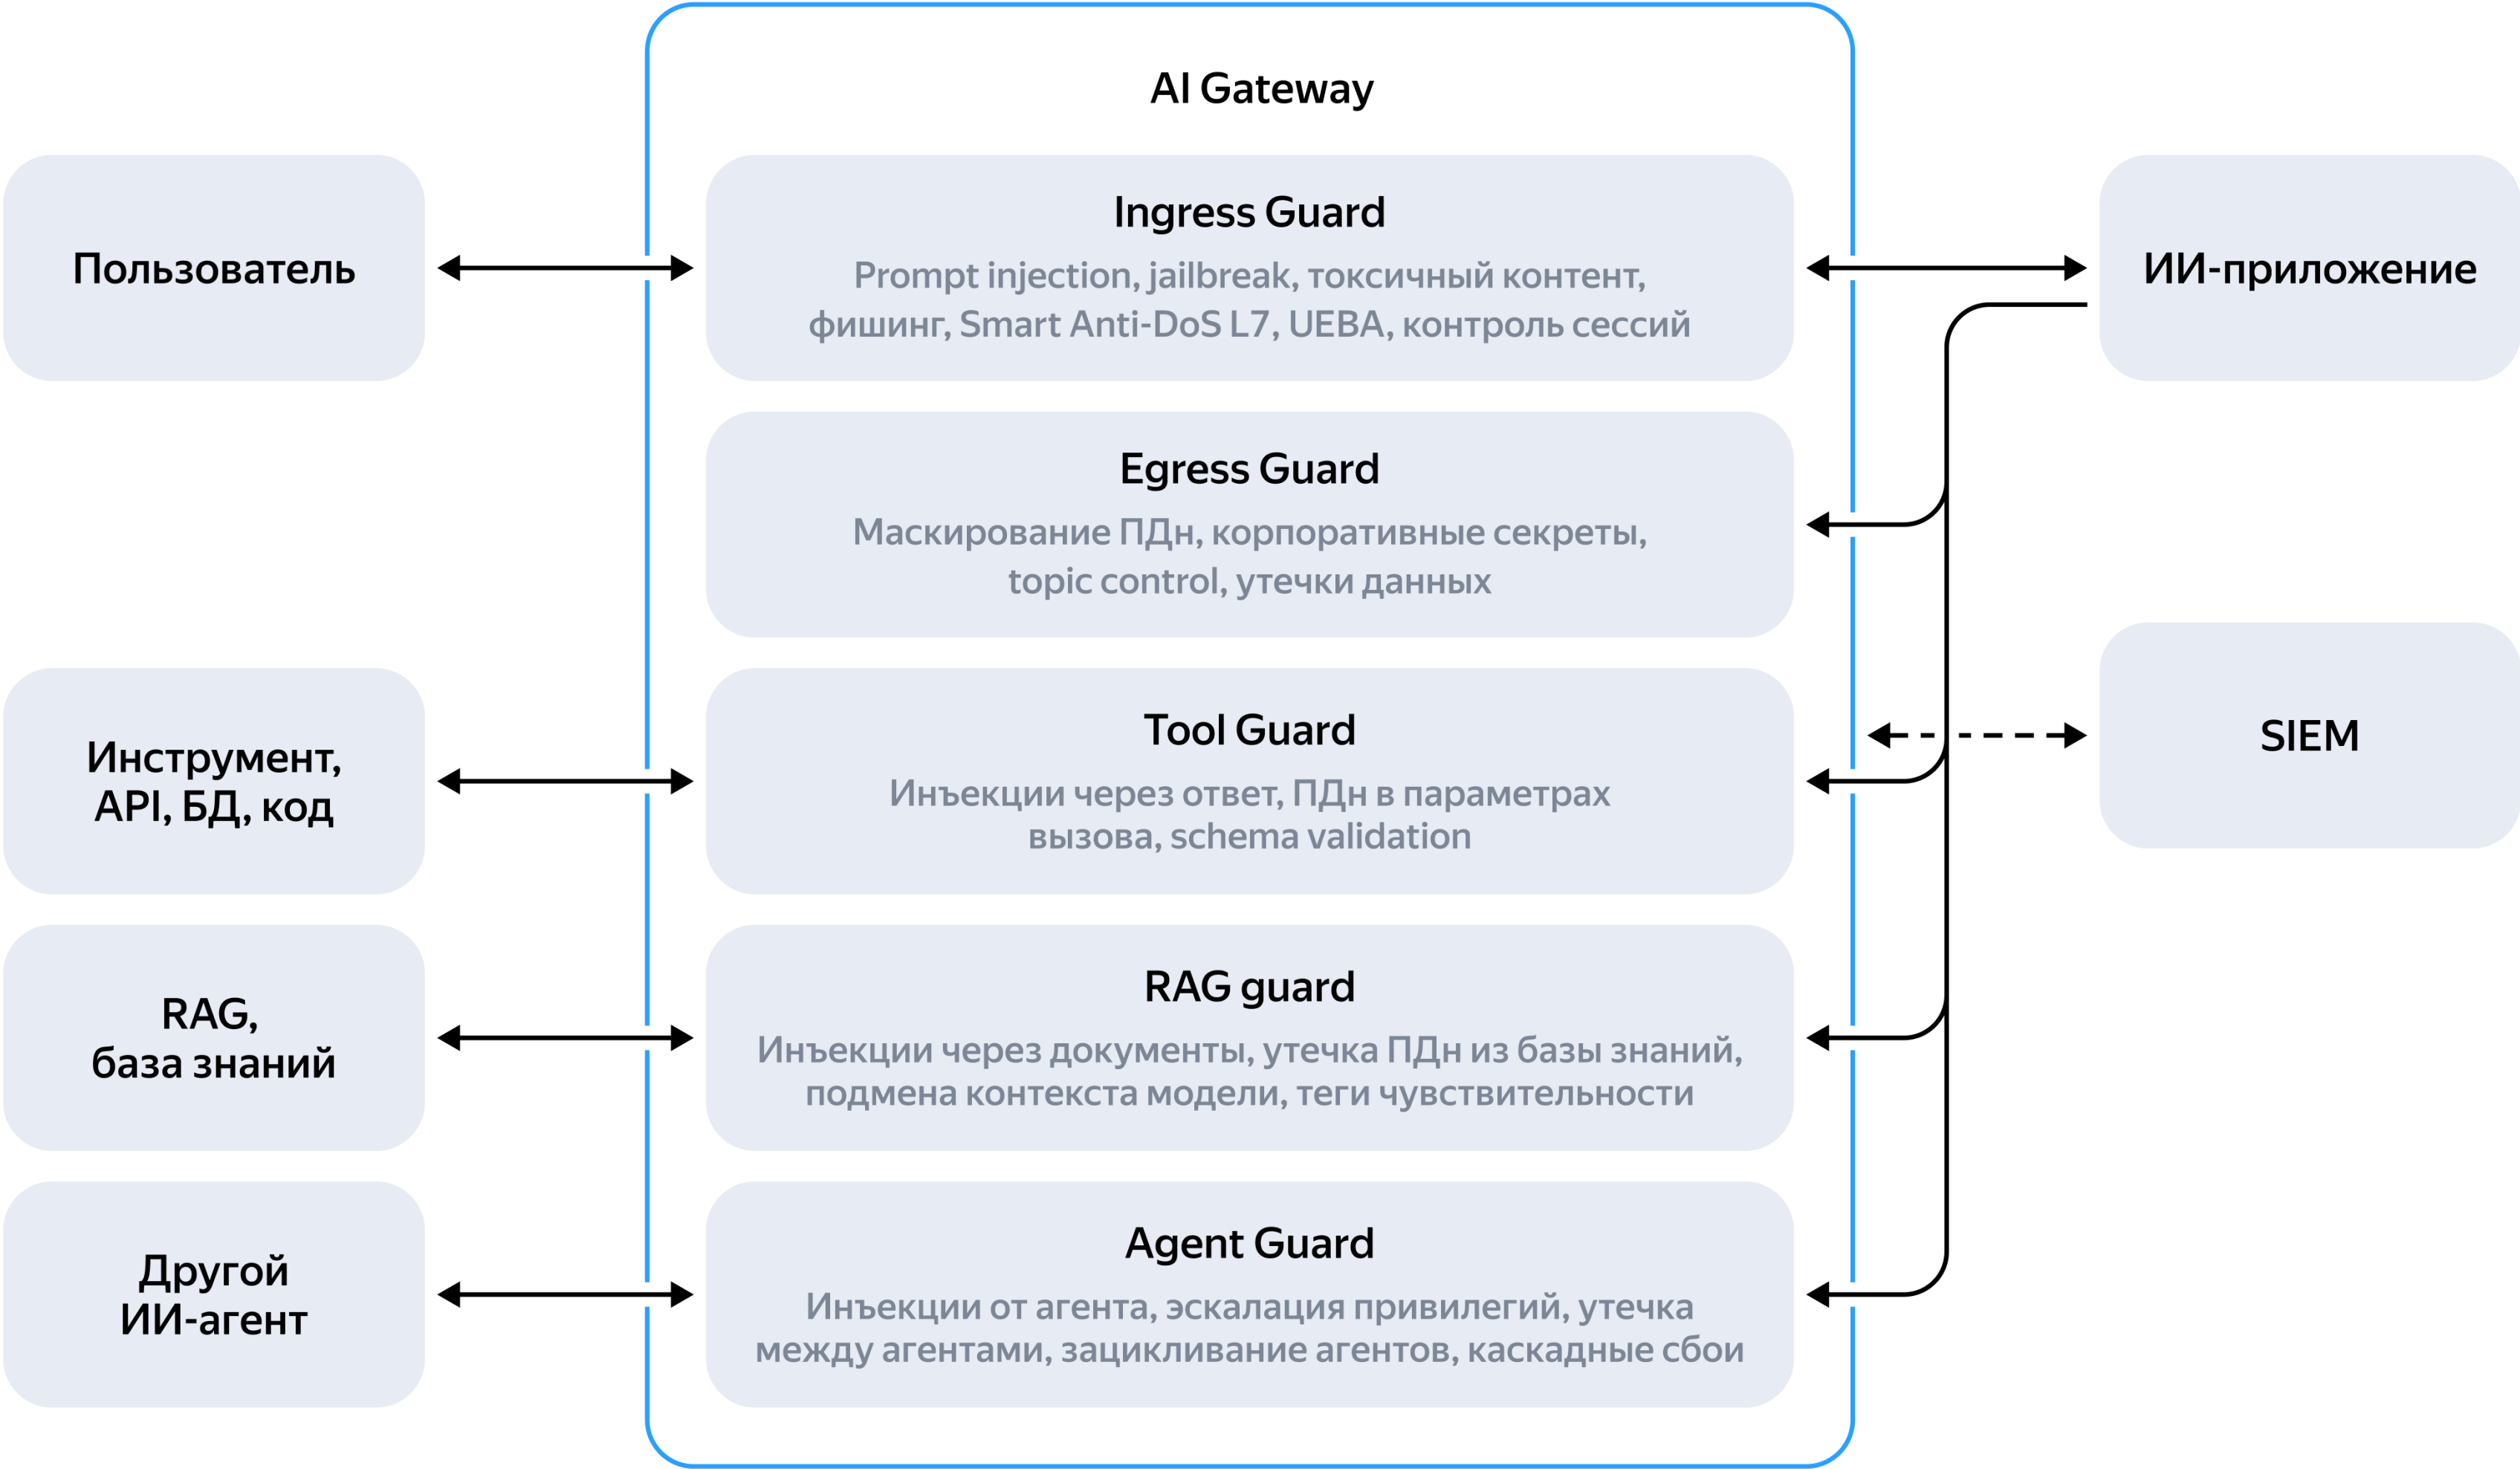 AI Gateway
Пользователь
Ingress Guard
Prompt injection, jailbreak, токсичный контент,
фишинг, Smart Anti-DoS L7, UEBA, контроль сессий
ИИ-приложение
Egress Guard
Маскирование ПДн, корпоративные секреты,
topic control, утечки данных
Инструмент,
API, БД, код
Tool Guard
Инъекции через ответ, ПДн в параметрах
вызова, schema validation
SIEM
RAG,
база знаний
RAG guard
Инъекции через документы, утечка ПДн из базы знаний,
подмена контекста модели, теги чувствительности
Другой
ИИ-агент
Agent Guard
Инъекции от агента, эскалация привилегий, утечка
между агентами, зацикливание агентов, каскадные сбои